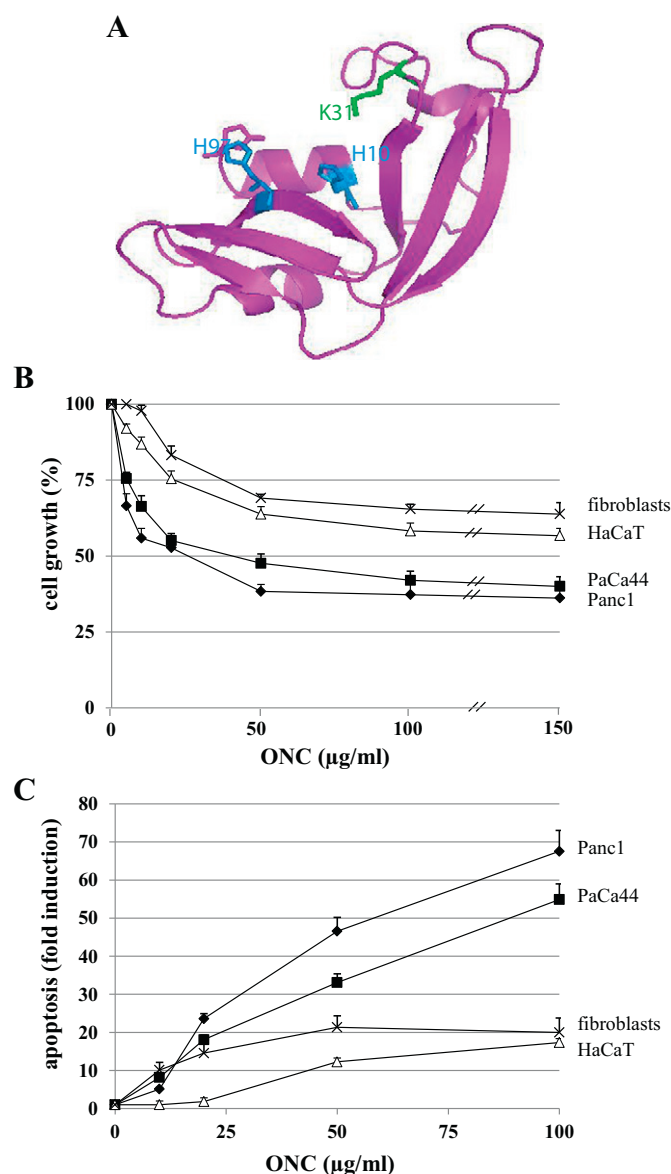 A
K31
H97
H10
B
100
75
50
25
0
cell growth (%)
fibroblasts
HaCaT
PaCa44
Panc1
0 50 100 150
ONC (µg/ml)
C
80
70
60
50
40
30
20
10
0
apoptosis (fold induction)
Panc1
PaCa44
fibroblasts
HaCaT
0 25 50 75 100
ONC (µg/ml)